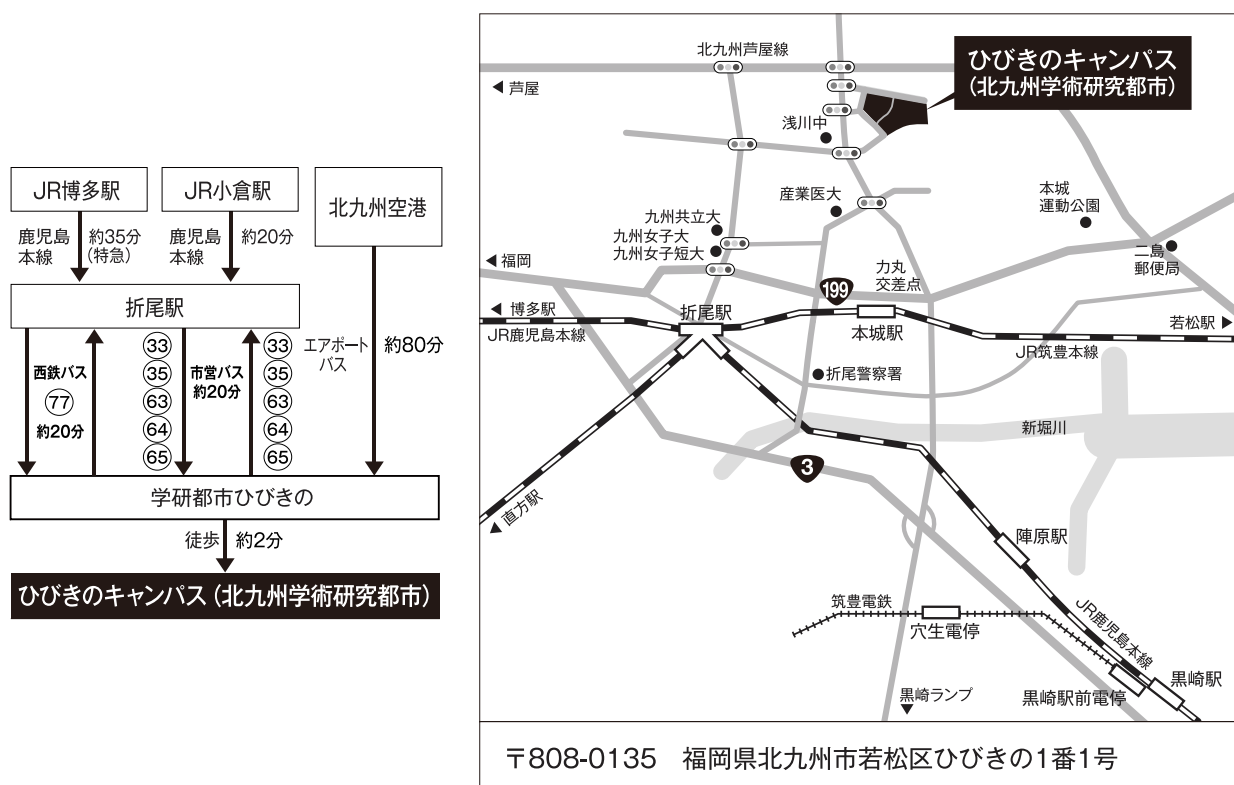 JR博多駅
JR小倉駅
北九州空港
鹿児島
本線
約35分
(特急)
鹿児島
本線
約20分
折尾駅
西鉄バス
77
約20分
33
35
63
64
65
市営バス
約20分
33
35
63
64
65
エアポート
バス
約80分
学研都市ひびきの
徒歩 約2分
ひびきのキャンパス(北九州学術研究都市)
北九州芦屋線
芦屋
ひびきのキャンパス
(北九州学術研究都市)
浅川中
産業医大
本城
運動公園
九州共立大
九州女子大
九州女子短大
二島
郵便局
福岡
力丸
交差点
199
博多駅
JR鹿児島本線
折尾駅
本城駅
若松駅
JR筑豊本線
折尾警察署
新堀川
3
直方駅
陣原駅
筑豊電鉄
穴生電停
JR鹿児島本線
黒崎駅
黒崎駅前電停
黒崎ランプ
〒808-0135 福岡県北九州市若松区ひびきの1番1号